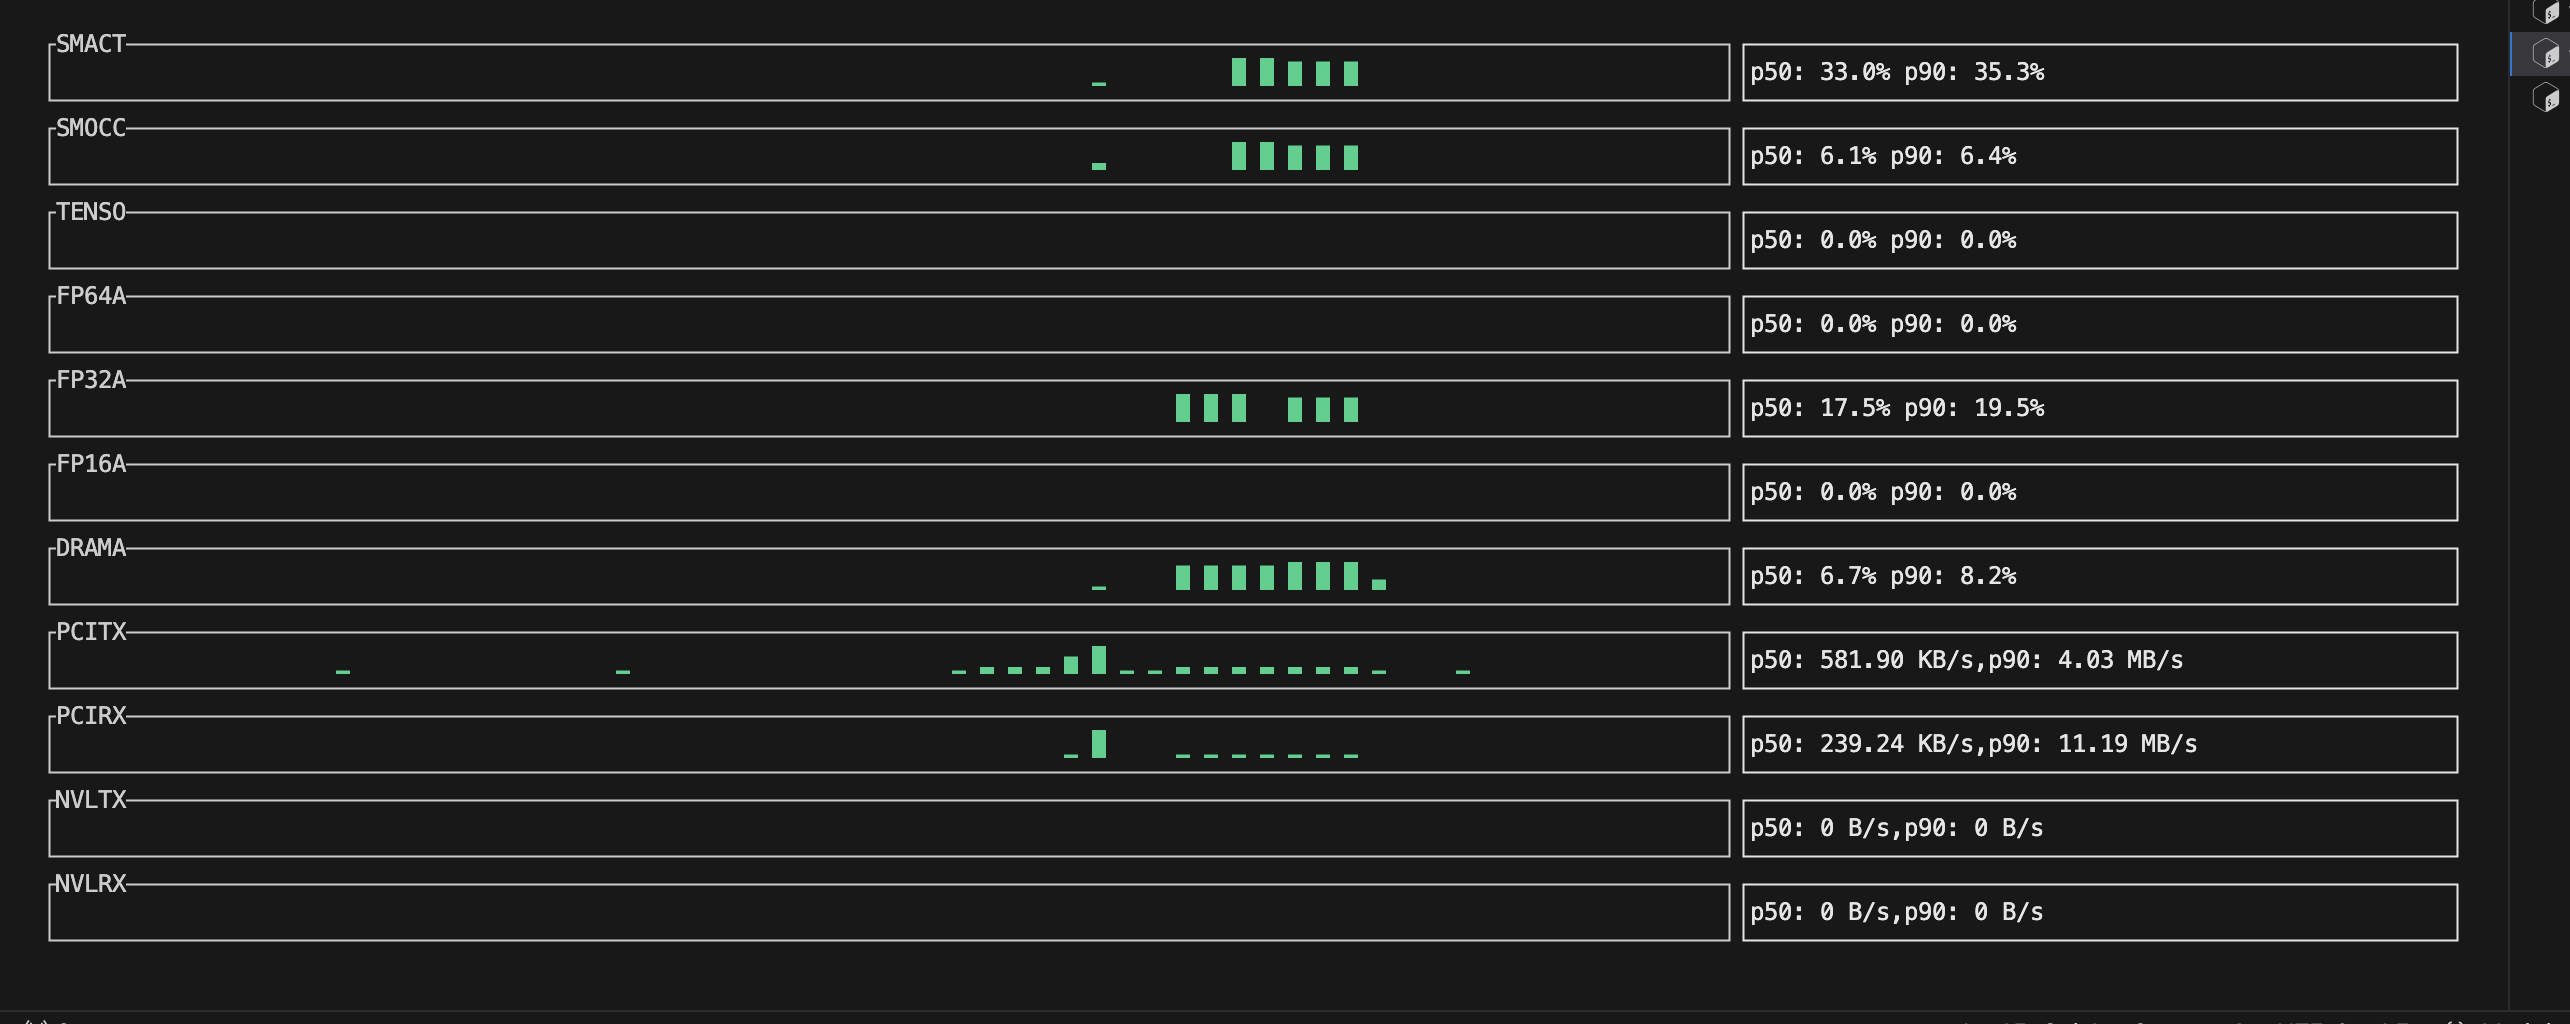 SMACT
p50: 33.0% p90: 35.3%
SMOCC
p50: 6.1% p90: 6.4%
TENSO
p50: 0.0% p90: 0.0%
FP64A
p50: 0.0% p90: 0.0%
FP32A
p50: 17.5% p90: 19.5%
FP16A
p50: 0.0% p90: 0.0%
DRAMA
p50: 6.7% p90: 8.2%
PCITX
p50: 581.90 KB/s,p90: 4.03 MB/s
PCIRX
p50: 239.24 KB/s,p90: 11.19 MB/s
NVLTX
p50: 0 B/s,p90: 0 B/s
NVLRX
p50: 0 B/s,p90: 0 B/s